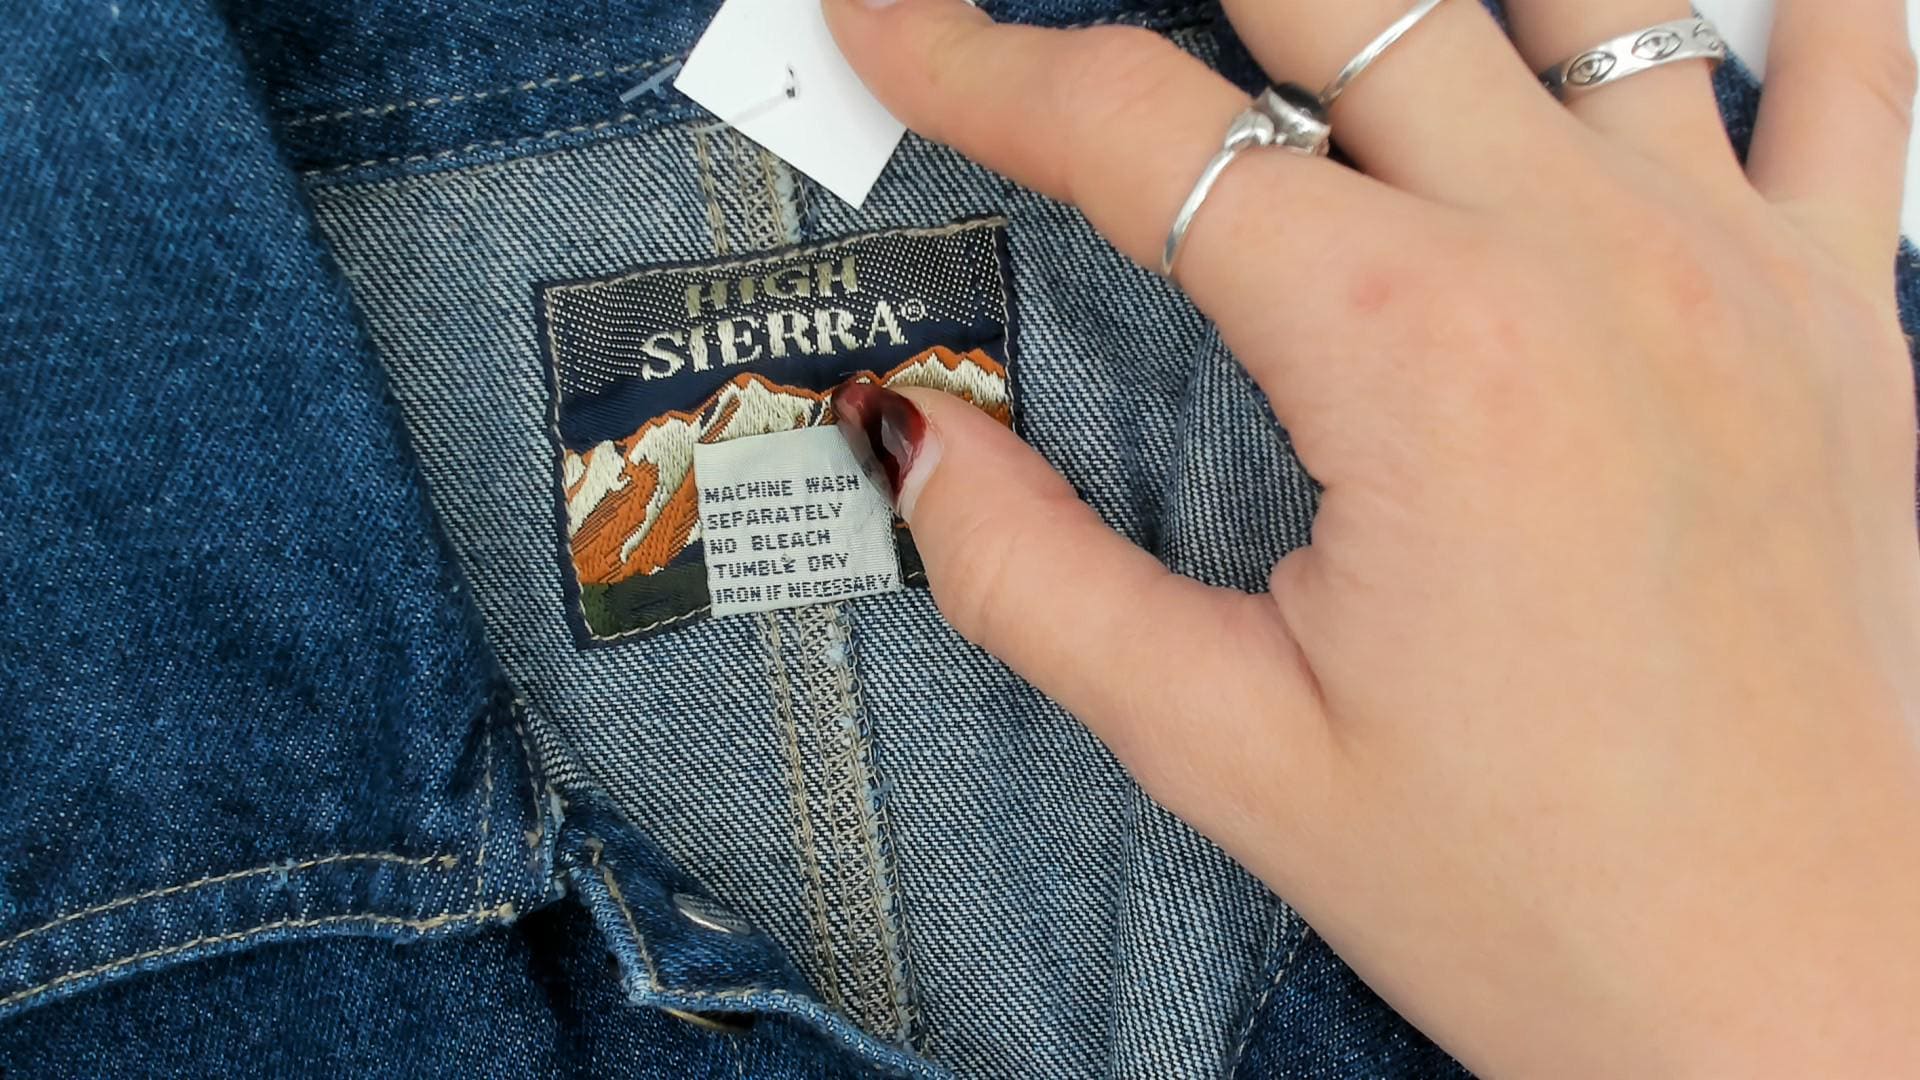 HIGH
SIERRA®
MACHINE WASH
SEPARATELY
NO BLEACH
TUMBLE DRY
IRON IF NECESSARY